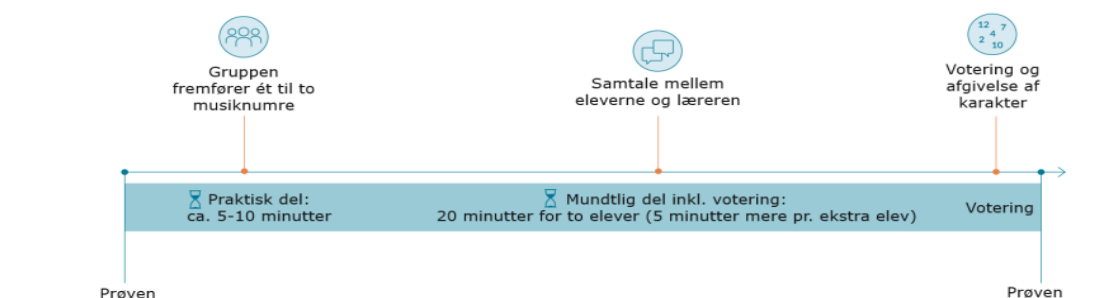 Gruppen
fremfører ét til to
musiknumre
Samtale mellem
eleverne og læreren
12 7
4
2 10
Votering og
afgivelse af
karakter
Praktisk del:
ca. 5-10 minutter
Mundtlig del inkl. votering:
20 minutter for to elever (5 minutter mere pr. ekstra elev)
Votering
Prøven
Prøven